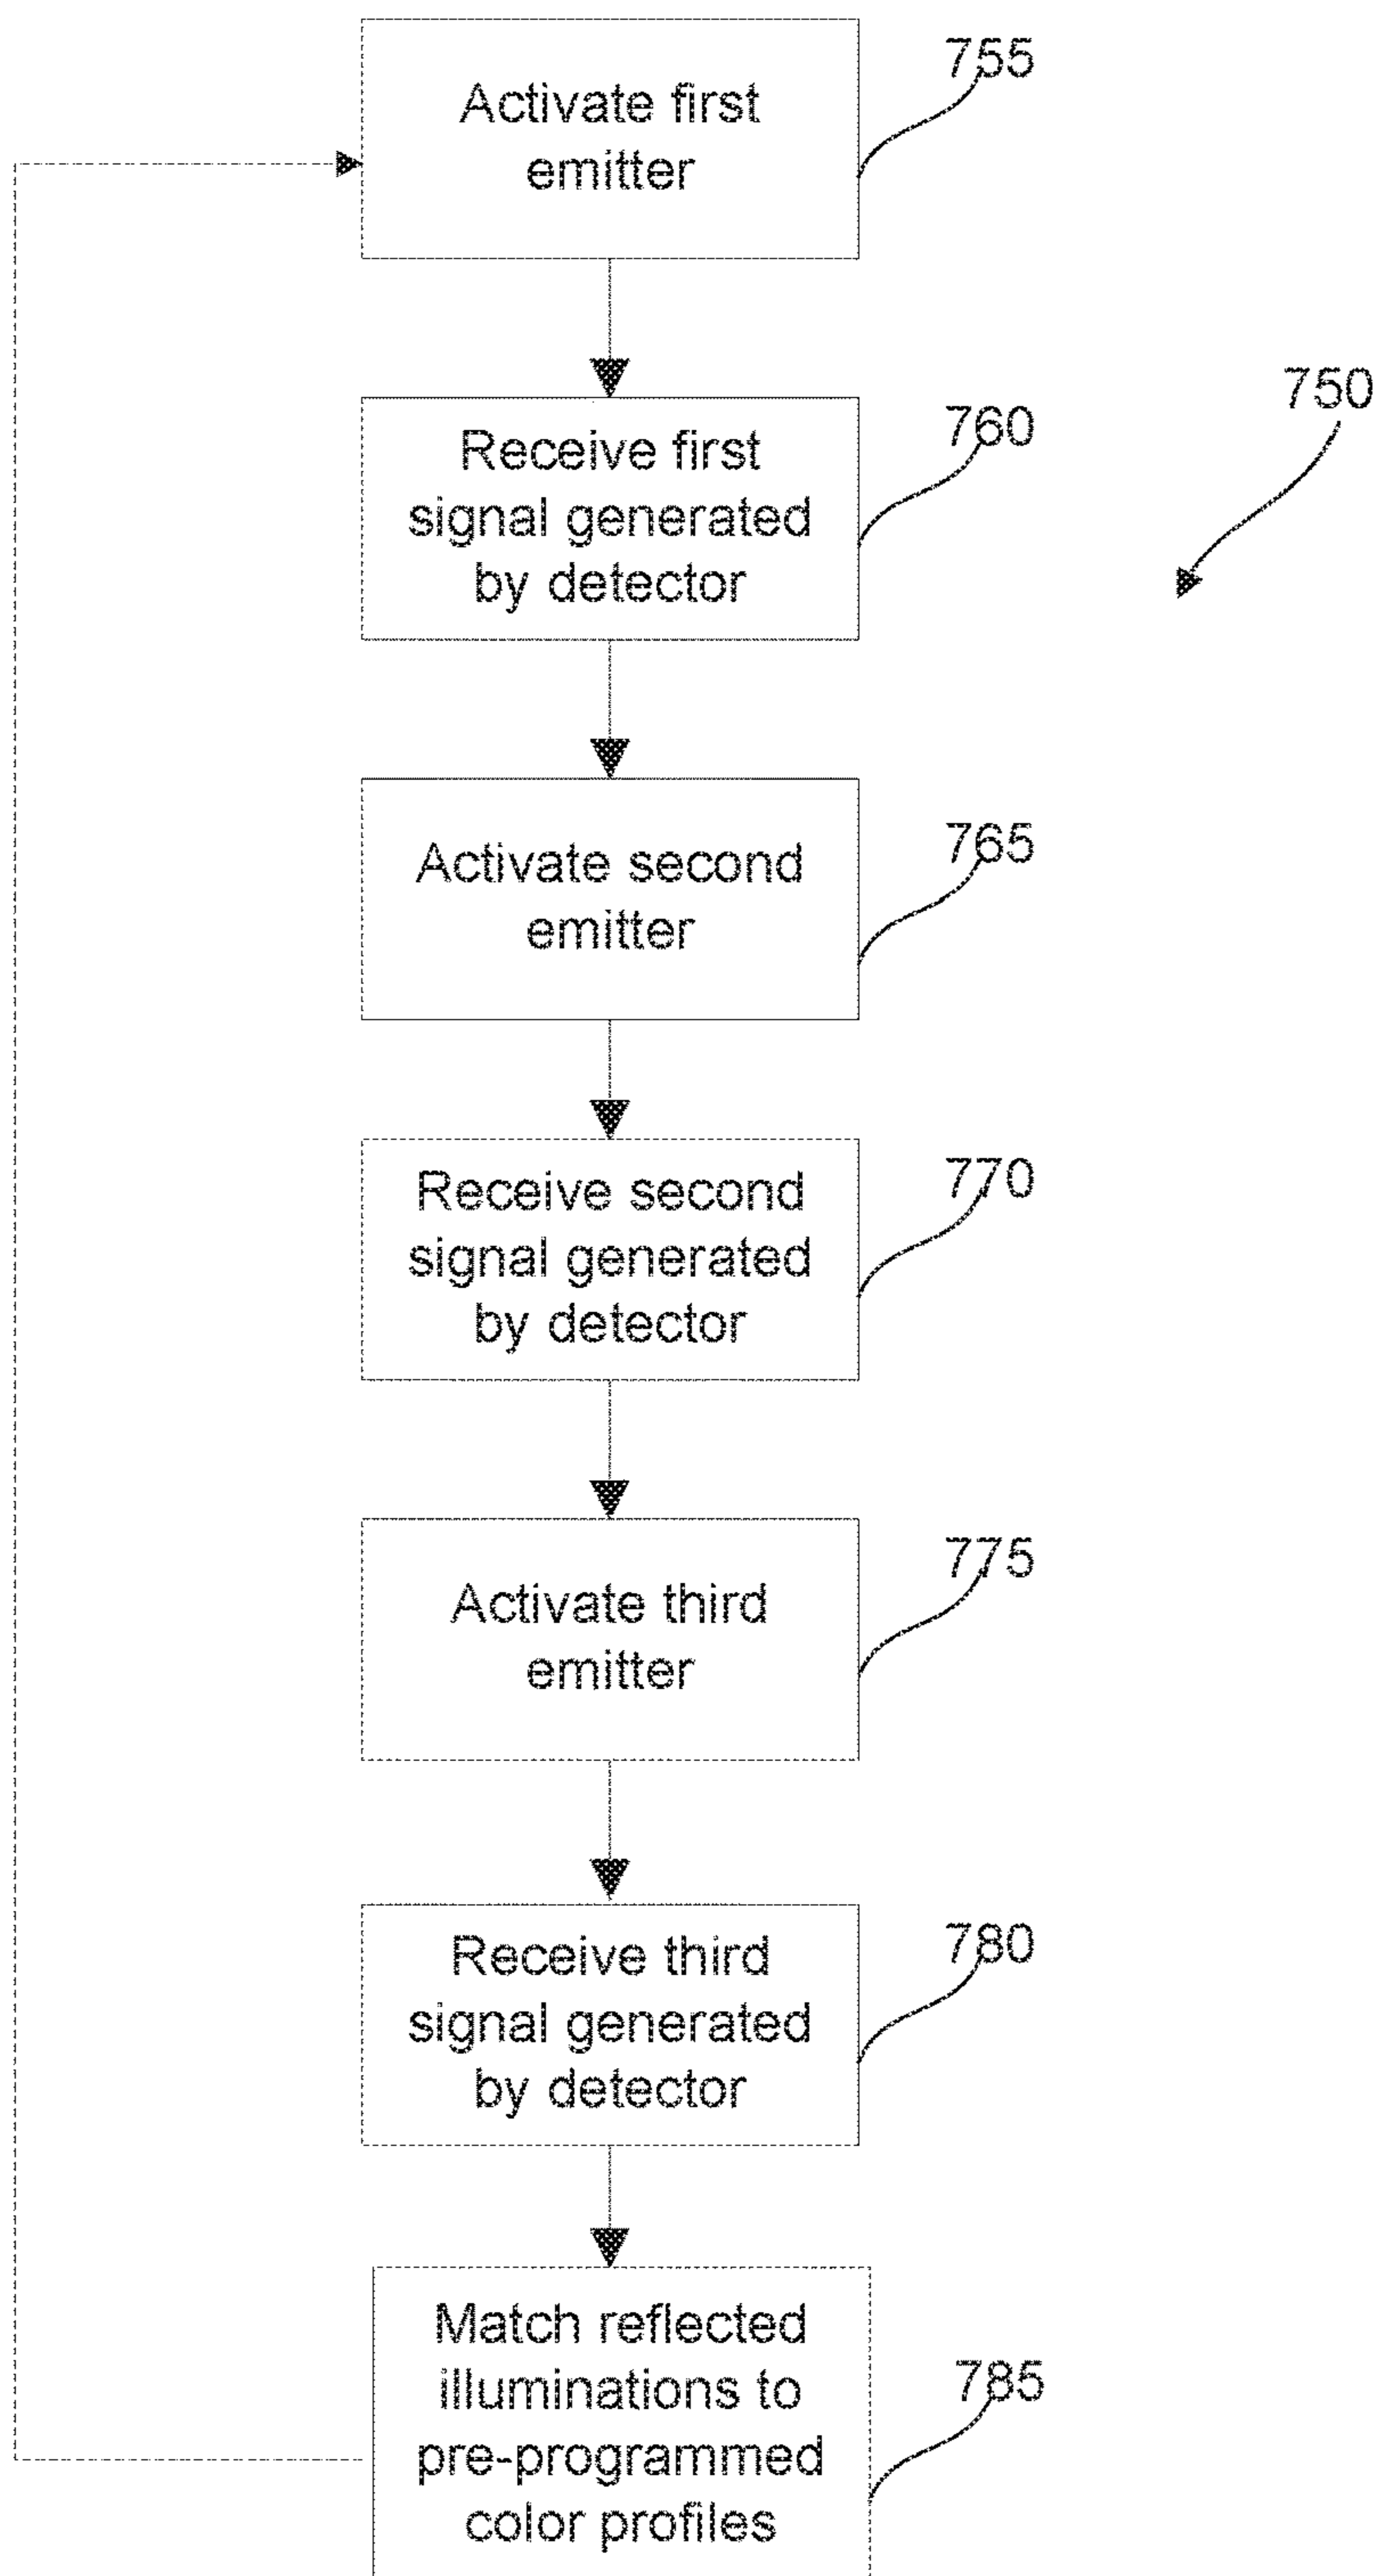 Activate first
emitter
755
Receive first
signal generated
by detector
760
750
Activate second
emitter
765
Receive second
signal generated
by detector
770
Activate third
emitter
775
Receive third
signal generated
by detector
780
Match reflected
illuminations to
pre-programmed
color profiles
785